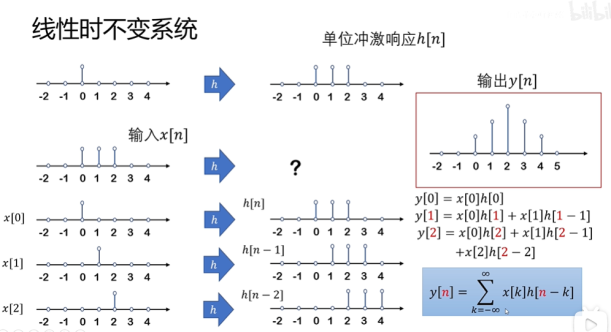 线性时不变系统
bilibili
单位冲激响应h[n]
-2 -1 0 1 2 3 4
h
-2 -1 0 1 2 3 4
输出y[n]
输入x[n]
-2 -1 0 1 2 3 4
h
?
-2 -1 0 1 2 3 4 5
x[0]
-2 -1 0 1 2 3 4
h
h[n]
-2 -1 0 1 2 3 4
y[0] = x[0]h[0]
y[1] = x[0]h[1] + x[1]h[1 − 1]
y[2] = x[0]h[2] + x[1]h[2 − 1]
+x[2]h[2 − 2]
x[1]
-2 -1 0 1 2 3 4
h
h[n − 1]
-2 -1 0 1 2 3 4
x[2]
-2 -1 0 1 2 3 4
h
h[n − 2]
-2 -1 0 1 2 3 4
y[n] = ∑ x[k]h[n − k]
∞
k=−∞